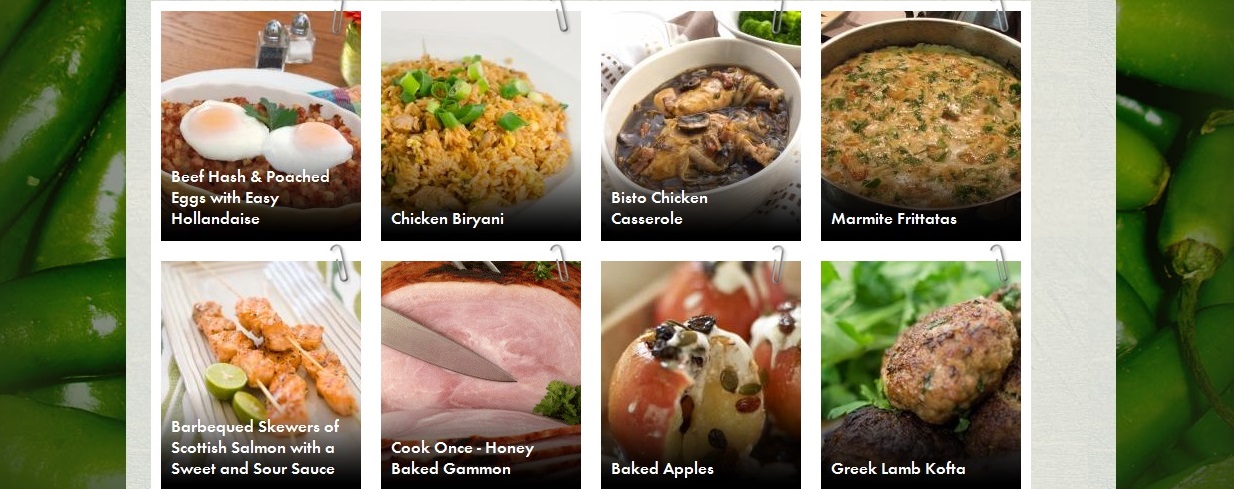 Beef Hash & Poached
Eggs with Easy
Hollandaise
Chicken Biryani
Bisto Chicken
Casserole
Marmite Frittatas
Barbequed Skewers of
Scottish Salmon with a
Sweet and Sour Sauce
Cook Once - Honey
Baked Gammon
Baked Apples
Greek Lamb Kofta